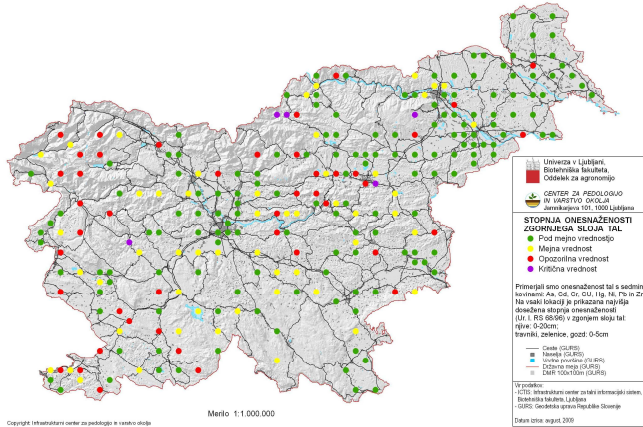 Univerza v Ljubljani,
Biotehniška fakulteta,
Oddelek za agronomijo
CENTER ZA PEDOLOGIJO
IN VARSTVO OKOLJA
Jamnikarjeva 101, 1000 Ljubljana
STOPNJA ONESNAŽENOSTI
ZGORNJEGA SLOJA TAL
Pod mejno vrednostjo
Mejna vrednost
Opozorilna vrednost
Kritična vrednost
Primerjali smo onesnaženost tal s sedmimi
kovinami: As, Cd, Cr, CU, Hg, Ni, Pb in Zn
Na vsaki lokaciji je prikazana najvišja
dosežena stopnja onesnaženosti
(Ur. l. RS 68/96) v zgornjem sloju tal:
njive: 0-20cm;
travniki, zelenice, gozd: 0-5cm
Ceste (GURS)
Naselja (GURS)
Vodne površine (GURS)
Državna meja (GURS)
DMR 100x100m (GURS)
Vir podatkov:
- ICTIS: Infrastrukturni center za talni informacijski sistem,
Biotehniška fakulteta, Ljubljana
- GURS: Geodetska uprava Republike Slovenije
Datum izrisa: avgust, 2009
Merilo 1:1.000.000
Copyright: Infrastrukturni center za pedologijo in varstvo okolja